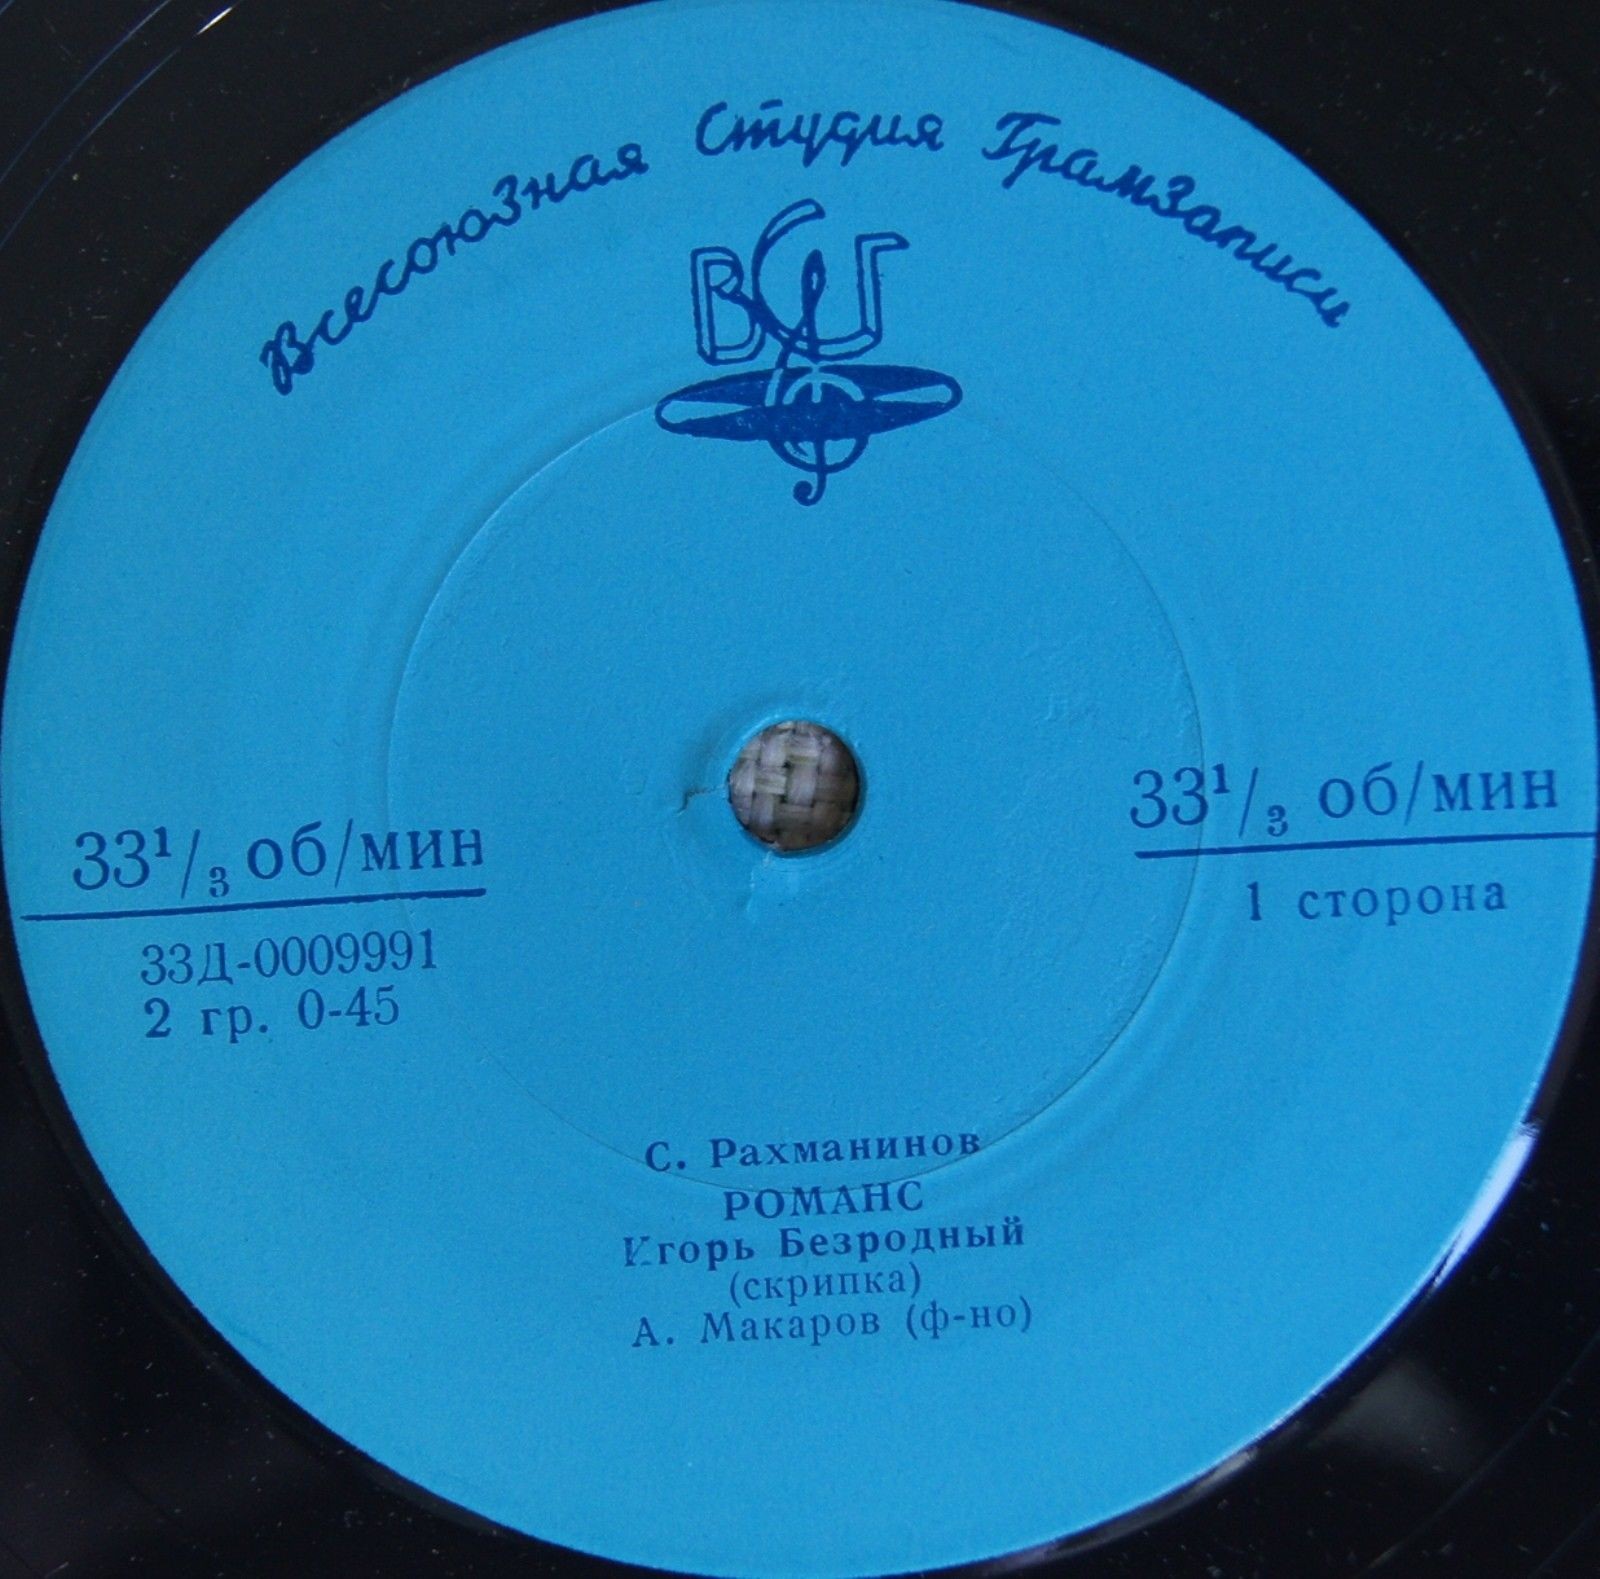 Всесоюзная Студия Грамзаписи
ВСГ
33¹/₃ об/мин
33Д-0009991
2 гр. 0-45
33¹/₃ об/мин
1 сторона
С. Рахманинов
РОМАНС
Игорь Безродный
(скрипка)
А. Макаров (ф-но)